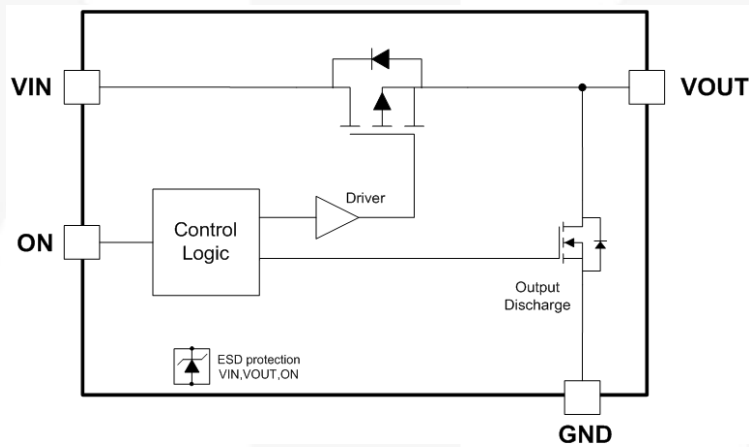 VIN
VOUT
Driver
ON
Control
Logic
Output
Discharge
ESD protection
VIN,VOUT,ON
GND